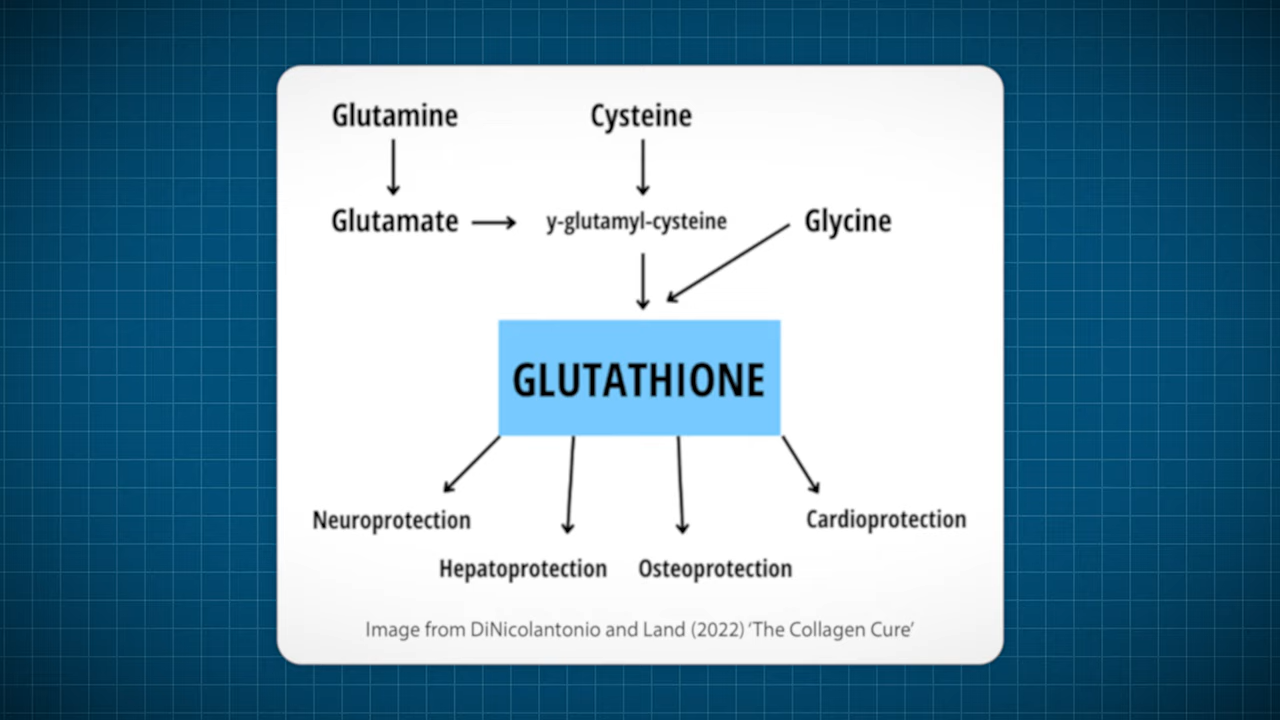 Glutamine
Cysteine
Glutamate
y-glutamyl-cysteine
Glycine
GLUTATHIONE
Neuroprotection
Cardioprotection
Hepatoprotection
Osteoprotection
Image from DiNicolantonio and Land (2022) ‘The Collagen Cure’